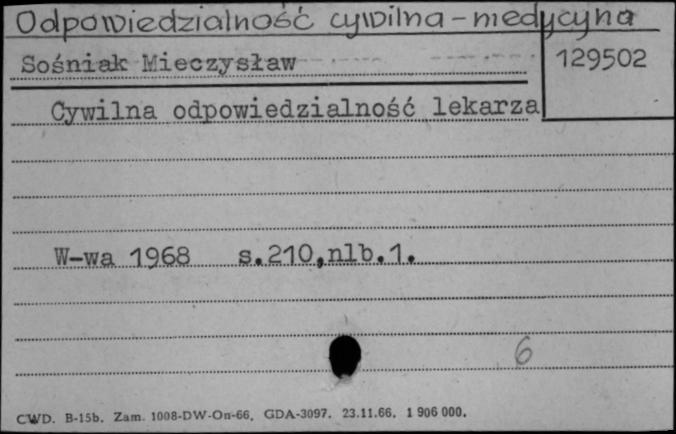 Odpowiedzialność cywilna - medycyna
Sośniak Mieczysław
129502
Cywilna odpowiedzialność lekarza
W-wa 1968 s.210,nlb.1.
6
CWD. B-15b. Zam. 1008-DW-On-66. GDA-3097. 23.11.66. 1 906 000.